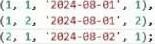 (1, 1, '2024-08-01', 1),
(1, 2, '2024-08-01', 1),
(2, 1, '2024-08-02', 1);